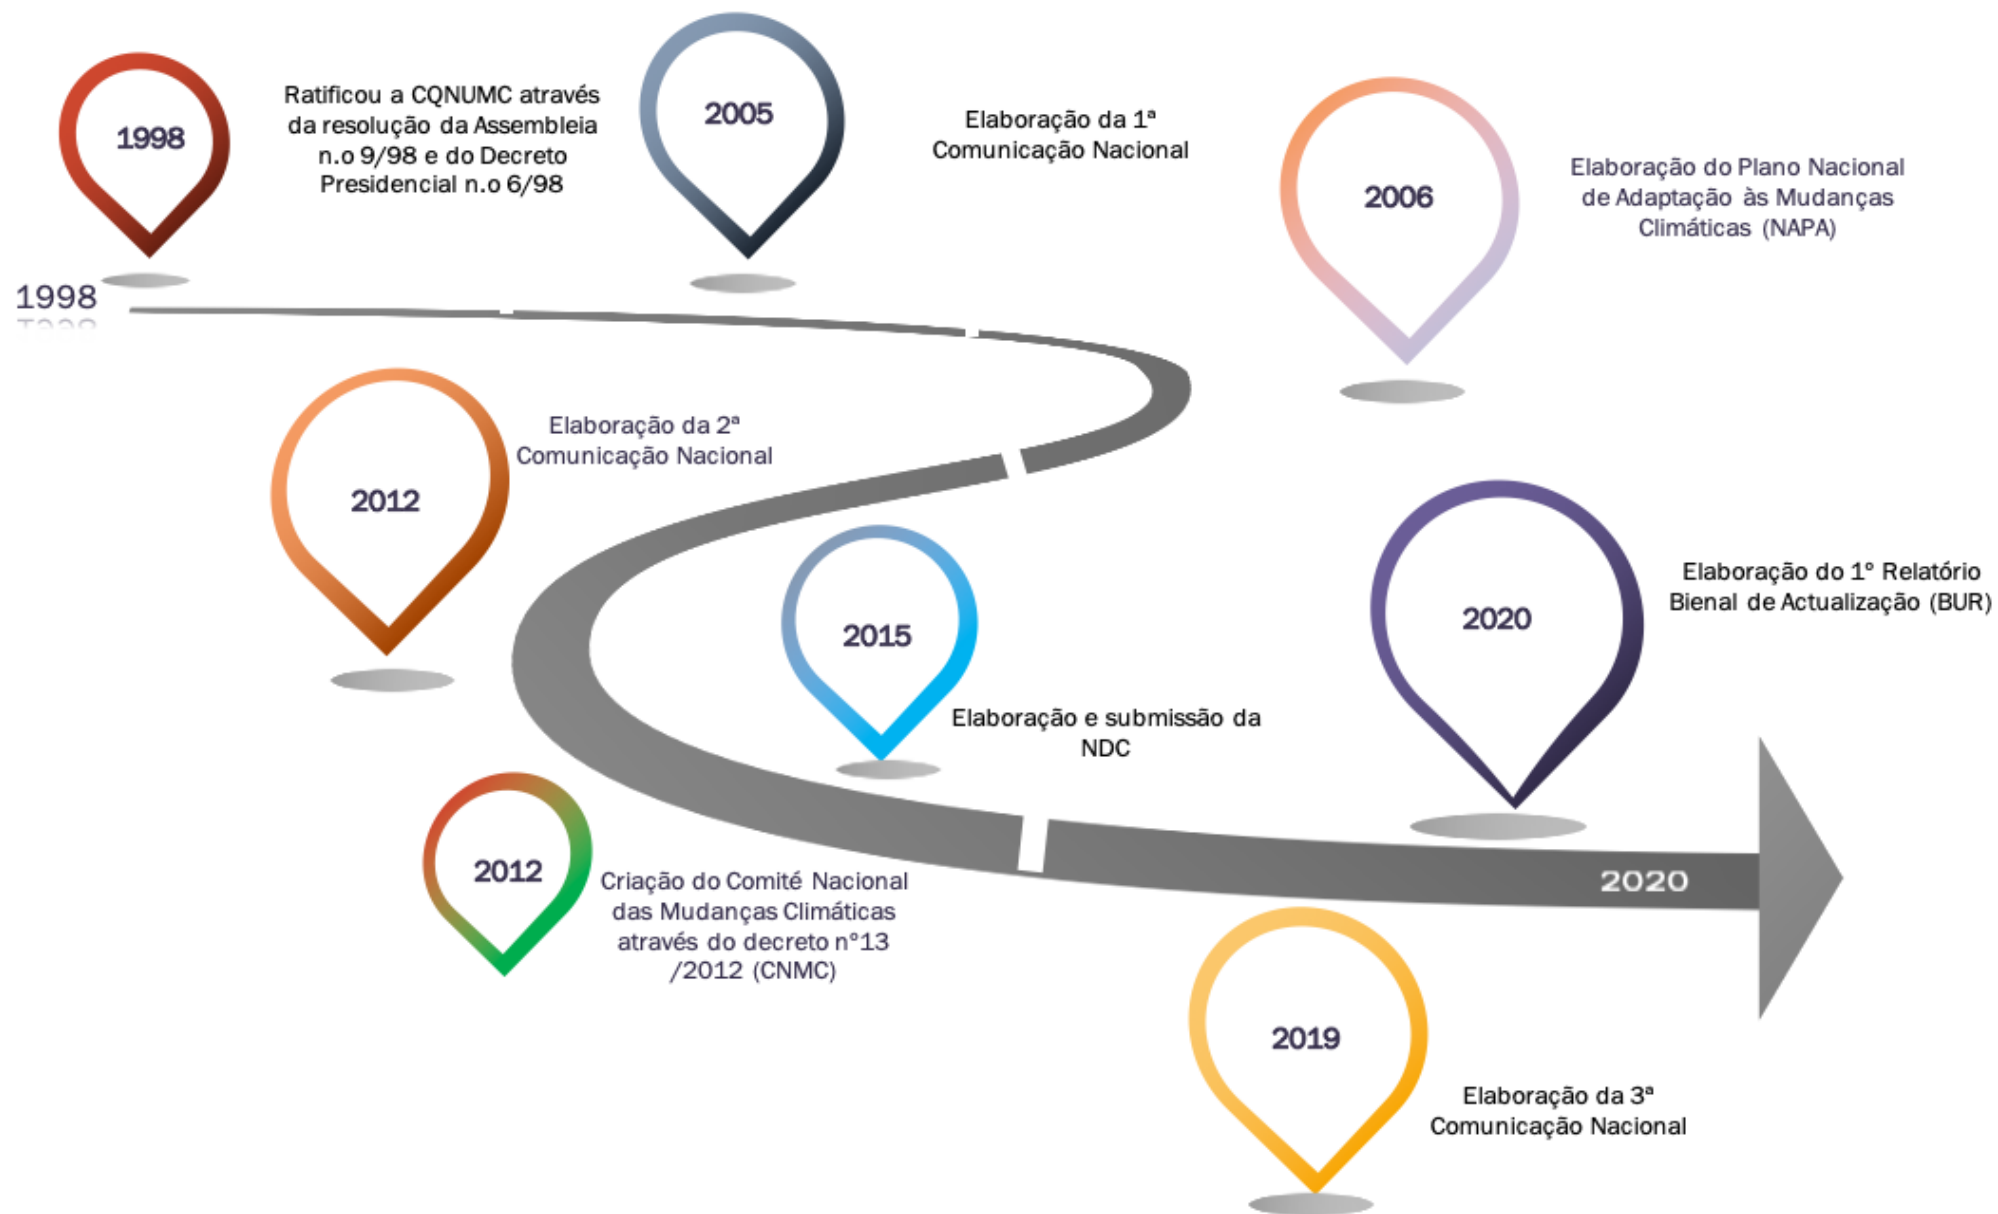 1998
Ratificou a CQNUMC através
da resolução da Assembleia
n.o 9/98 e do Decreto
Presidencial n.o 6/98
2005
Elaboração da 1ª
Comunicação Nacional
2006
Elaboração do Plano Nacional
de Adaptação às Mudanças
Climáticas (NAPA)
1998
2012
Elaboração da 2ª
Comunicação Nacional
2015
Elaboração e submissão da
NDC
2020
Elaboração do 1º Relatório
Bienal de Actualização (BUR)
2012
Criação do Comité Nacional
das Mudanças Climáticas
através do decreto nº13
/2012 (CNMC)
2020
2019
Elaboração da 3ª
Comunicação Nacional